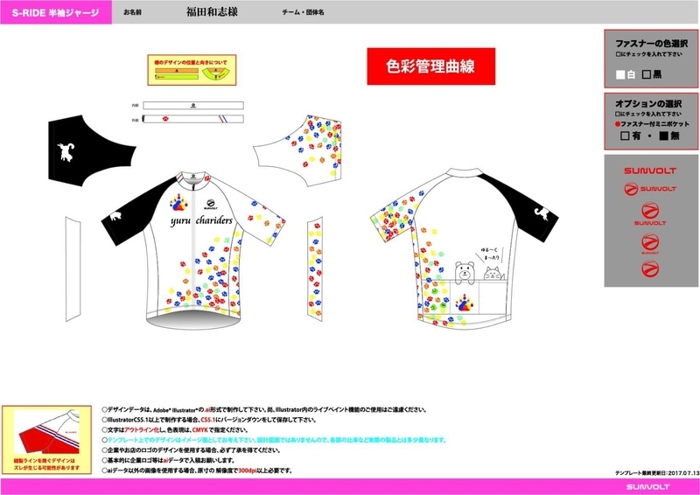 S-RIDE 半袖ジャージ
お名前
福田和志様
チーム・団体名
襟のデザインの位置と向きについて
色彩管理曲線
ファスナーの色選択
□にチェックを入れて下さい
白 黒
オプションの選択
□にチェックを入れて下さい
ファスナー付ミニポケット
有・無
SUNVOLT
SUNVOLT
SUNVOLT
SUNVOLT
内側
外側
yuru chariders
SUNVOLT
ゆる〜く
ま〜ったり
縫製ラインを跨ぐデザインは
ズレが生じる可能性があります
○デザインデータは、Adobe® Illustrator®のai形式で制作して下さい。尚、Illustrator内のライブペイント機能のご使用はご遠慮ください。
○IllustratorCS5.1以上で制作する場合、CS5.1にバージョンダウンをして保存して下さい。
○文字はアウトライン化し、色表現は、CMYKで指定ください。
○テンプレート上でのデザインはイメージ図としてお考え下さい。設計図面ではありませんので、各部の比率など実際の製品とは多少異なります。
○企業やお店のロゴのデザインを使用する場合、必ず了承を得てください。
○基本的に企業ロゴ等はaiデータで入稿お願いします。
○aiデータ以外の画像を使用する場合、原寸の 解像度で300dpi以上必要です。
テンプレート最終更新日:2017.07.13
SUNVOLT